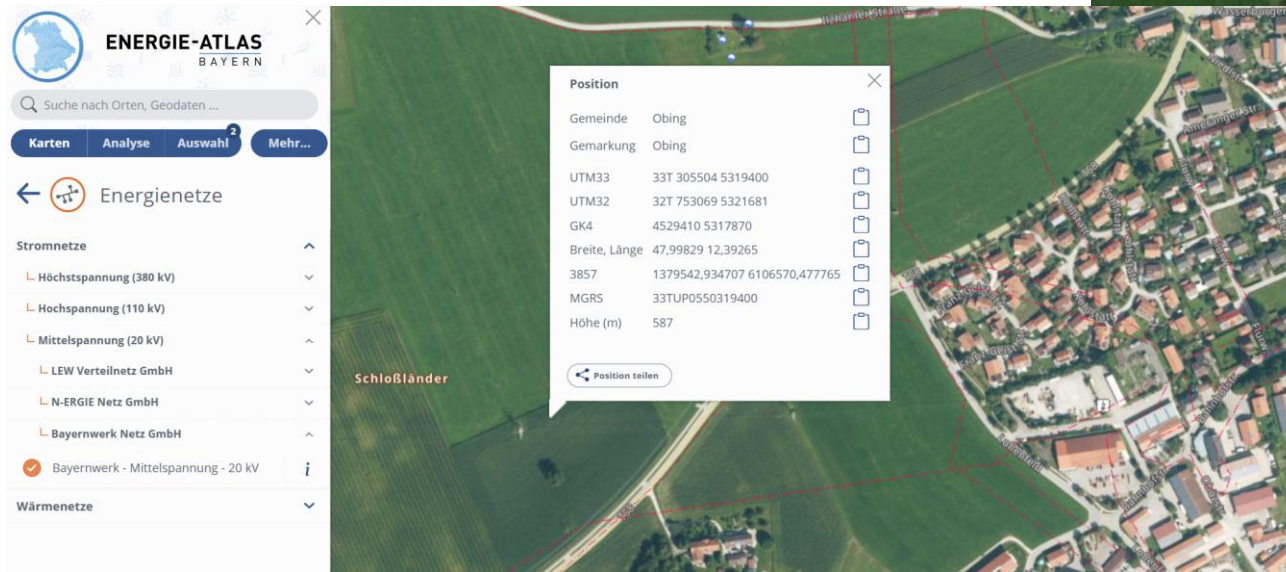 ENERGIE-ATLAS
BAYERN
Suche nach Orten, Geodaten ...
Karten
Analyse
Auswahl
2
Mehr...
Energienetze
Stromnetze
Höchstspannung (380 kV)
Hochspannung (110 kV)
Mittelspannung (20 kV)
LEW Verteilnetz GmbH
N-ERGIE Netz GmbH
Bayernwerk Netz GmbH
Bayernwerk - Mittelspannung - 20 kV
i
Wärmenetze
Position
Gemeinde Obing
Gemarkung Obing
UTM33 33T 305504 5319400
UTM32 32T 753069 5321681
GK4 4529410 5317870
Breite, Länge 47,99829 12,39265
3857 1379542,934707 6106570,477765
MGRS 33TUP0550319400
Höhe (m) 587
Position teilen
Schloßländer
Wasserburger
Ameranger Str.